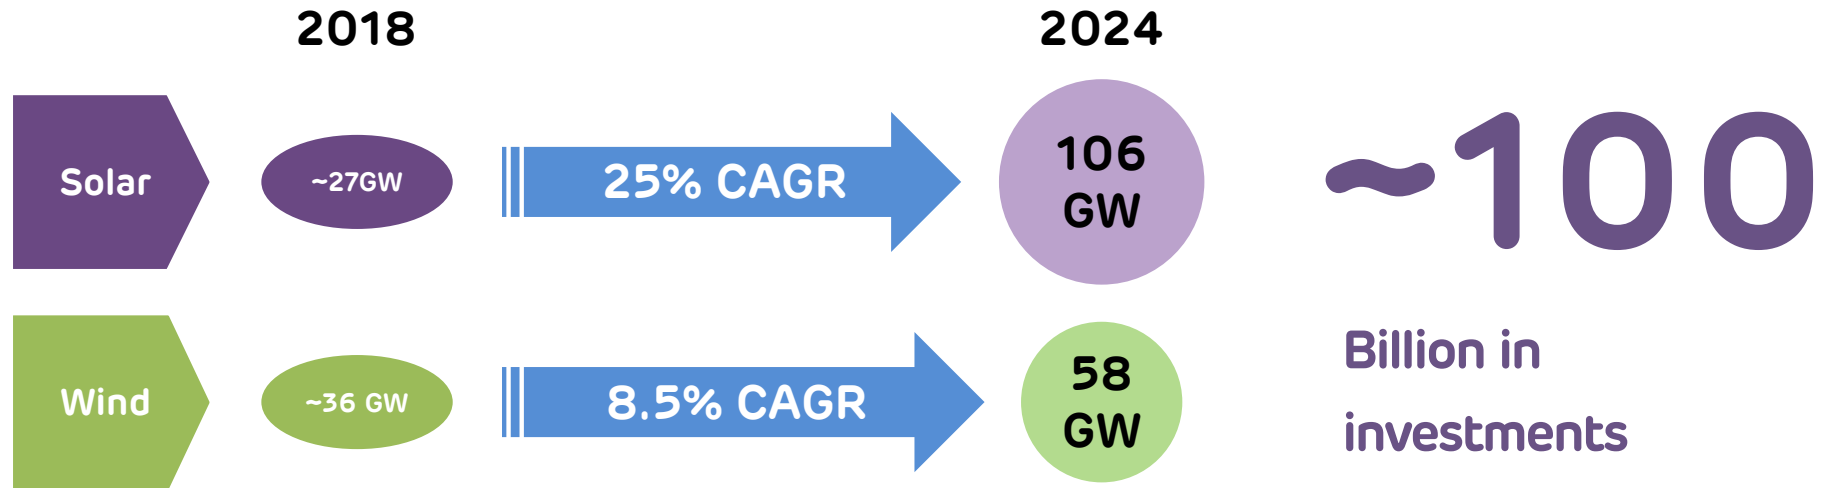 2018
2024
Solar
~27GW
25% CAGR
106
GW
~100
Wind
~36 GW
8.5% CAGR
58
GW
Billion in
investments